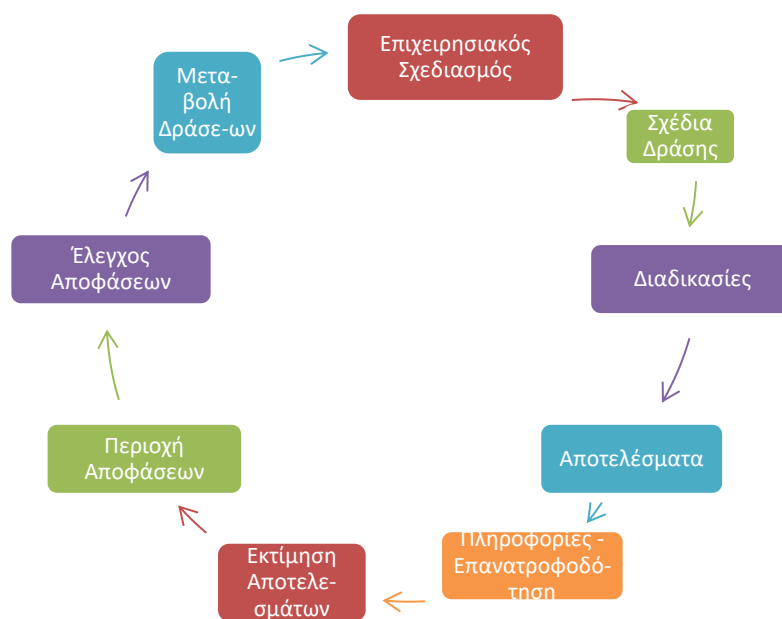 Επιχειρησιακός
Σχεδιασμός
Σχέδια
Δράσης
Διαδικασίες
Αποτελέσματα
Πληροφορίες -
Επανατροφοδό-
τηση
Εκτίμηση
Αποτελε-
σμάτων
Περιοχή
Αποφάσεων
Έλεγχος
Αποφάσεων
Μετα-
βολή
Δράσε-ων